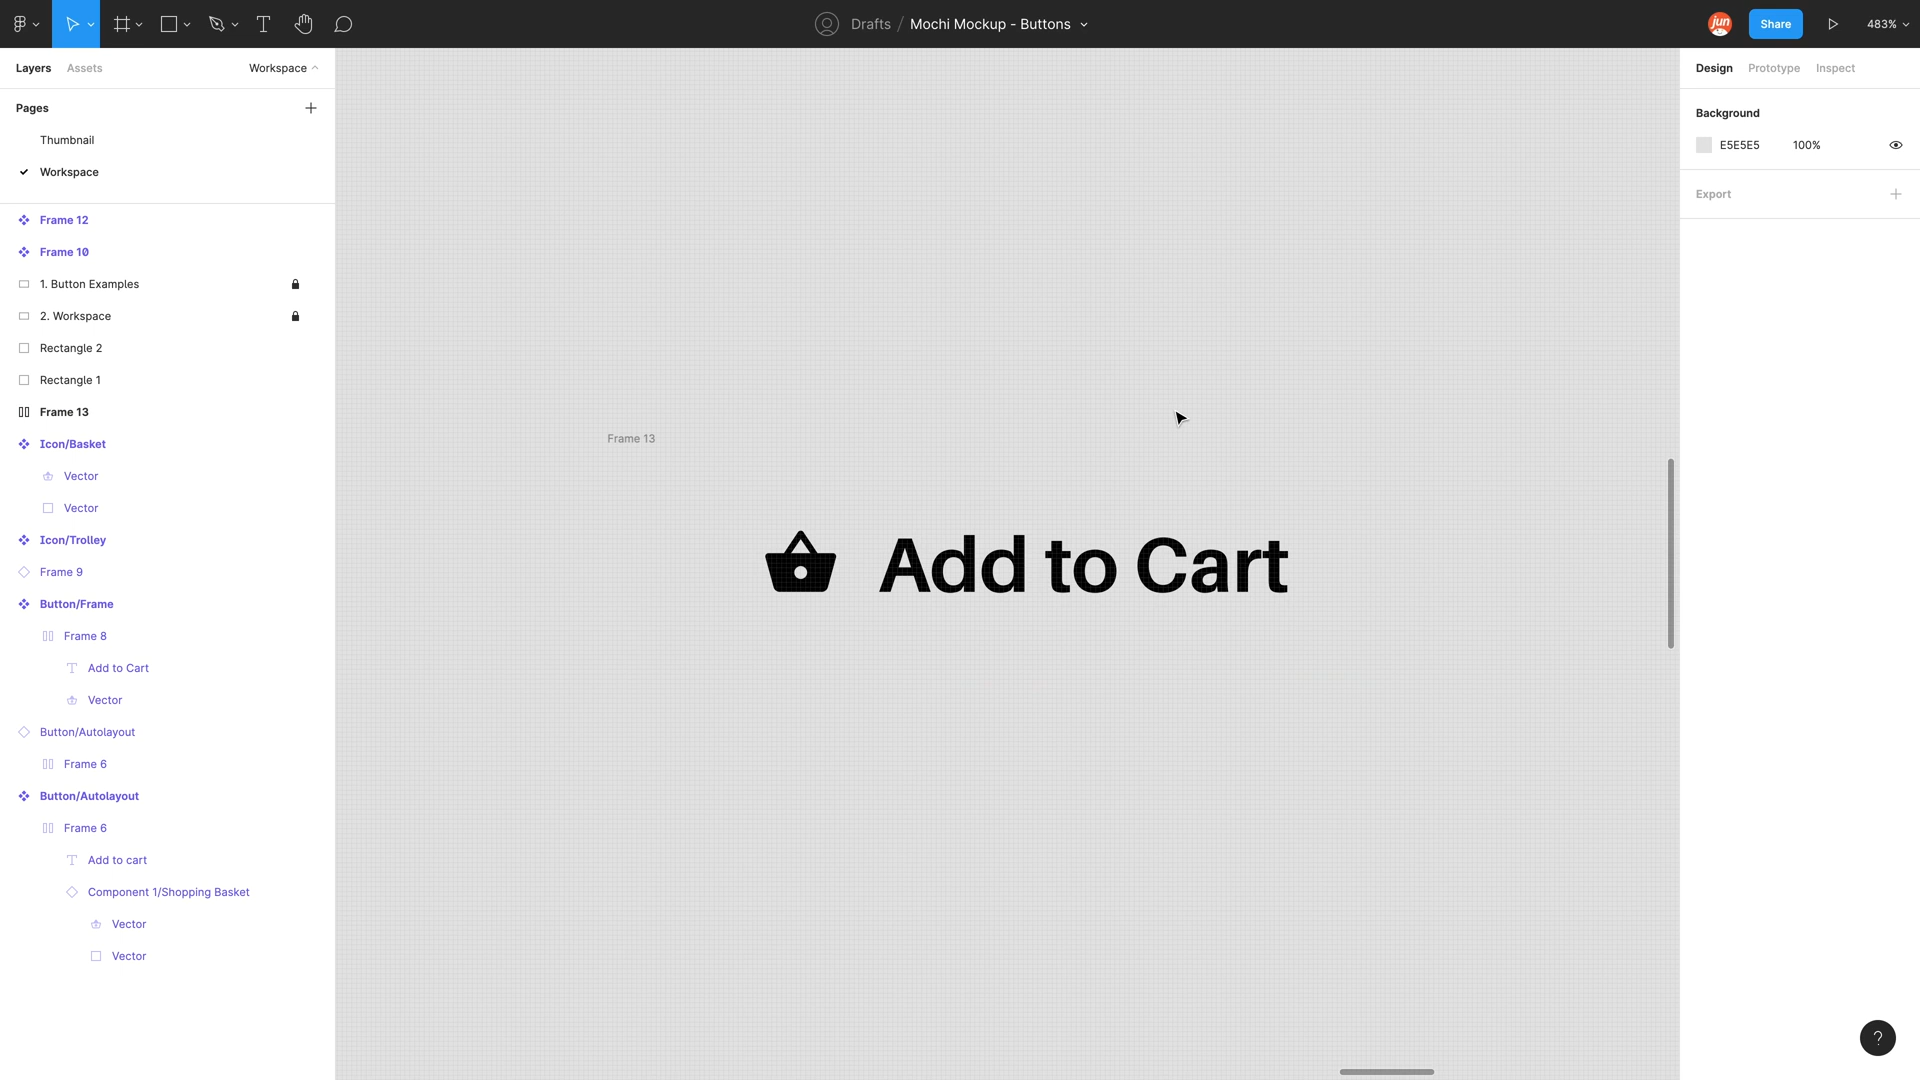 Drafts / Mochi Mockup - Buttons
jun
Share
483%
Layers
Assets
Workspace
Pages
Thumbnail
Workspace
Frame 12
Frame 10
1. Button Examples
2. Workspace
Rectangle 2
Rectangle 1
Frame 13
Icon/Basket
Vector
Vector
Icon/Trolley
Frame 9
Button/Frame
Frame 8
Add to Cart
Vector
Button/Autolayout
Frame 6
Button/Autolayout
Frame 6
Add to cart
Component 1/Shopping Basket
Vector
Vector
Frame 13
Add to Cart
Design
Prototype
Inspect
Background
E5E5E5
100%
Export
?